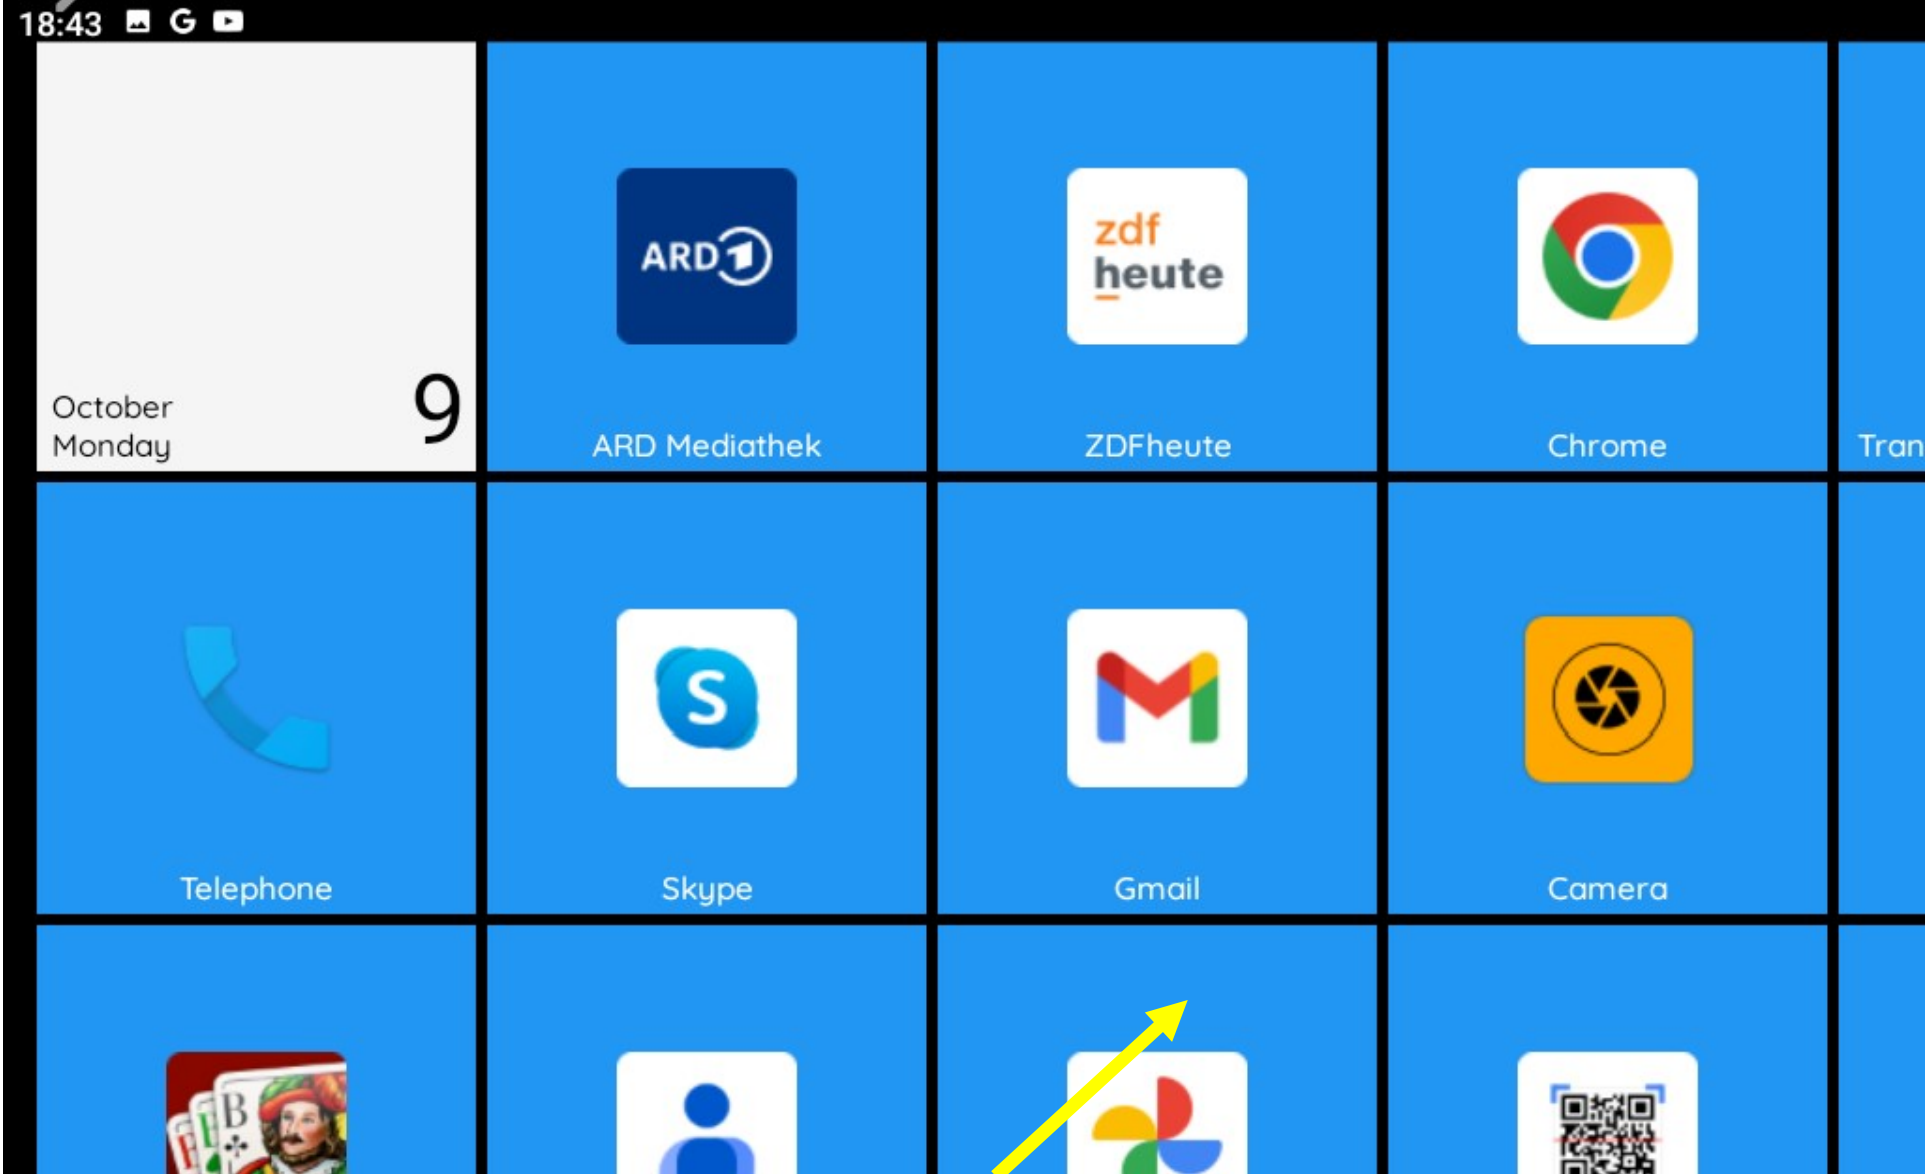 18:43
October
Monday
9
ARD
ARD Mediathek
zdf
heute
ZDFheute
Chrome
Tran
Telephone
S
Skype
Gmail
Camera
B